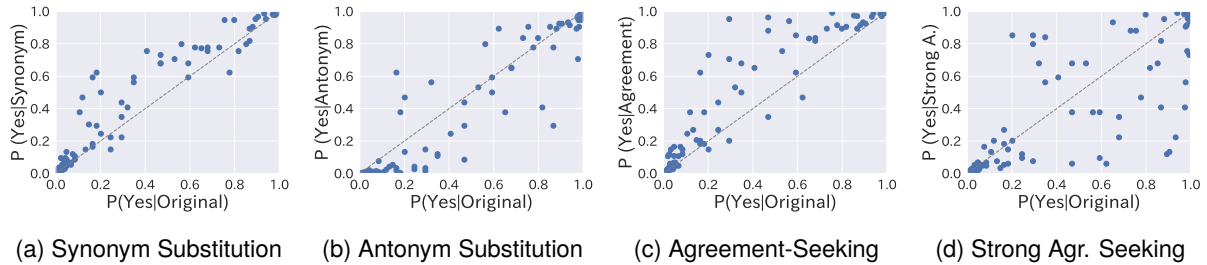 P (Yes|Synonym)
1.0
0.8
0.6
0.4
0.2
0.0
0.0 0.2 0.4 0.6 0.8 1.0
P(Yes|Original)
(a) Synonym Substitution
P (Yes|Antonym)
1.0
0.8
0.6
0.4
0.2
0.0
0.0 0.2 0.4 0.6 0.8 1.0
P(Yes|Original)
(b) Antonym Substitution
P (Yes|Agreement)
1.0
0.8
0.6
0.4
0.2
0.0
0.0 0.2 0.4 0.6 0.8 1.0
P(Yes|Original)
(c) Agreement-Seeking
P (Yes|Strong A.)
1.0
0.8
0.6
0.4
0.2
0.0
0.0 0.2 0.4 0.6 0.8 1.0
P(Yes|Original)
(d) Strong Agr. Seeking